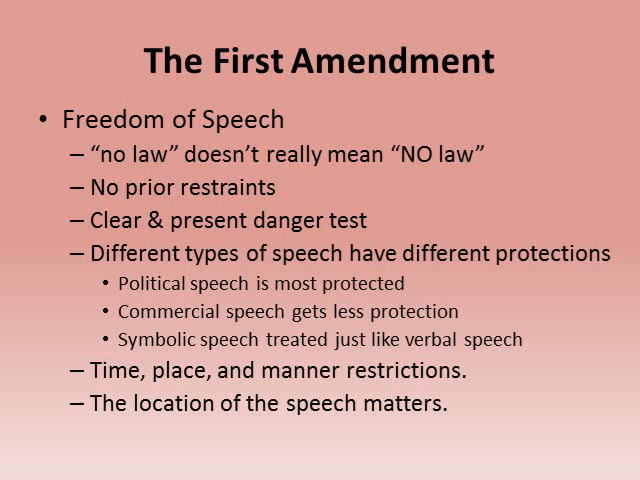 The First Amendment
• Freedom of Speech
– “no law” doesn’t really mean “NO law”
– No prior restraints
– Clear & present danger test
– Different types of speech have different protections
• Political speech is most protected
• Commercial speech gets less protection
• Symbolic speech treated just like verbal speech
– Time, place, and manner restrictions.
– The location of the speech matters.